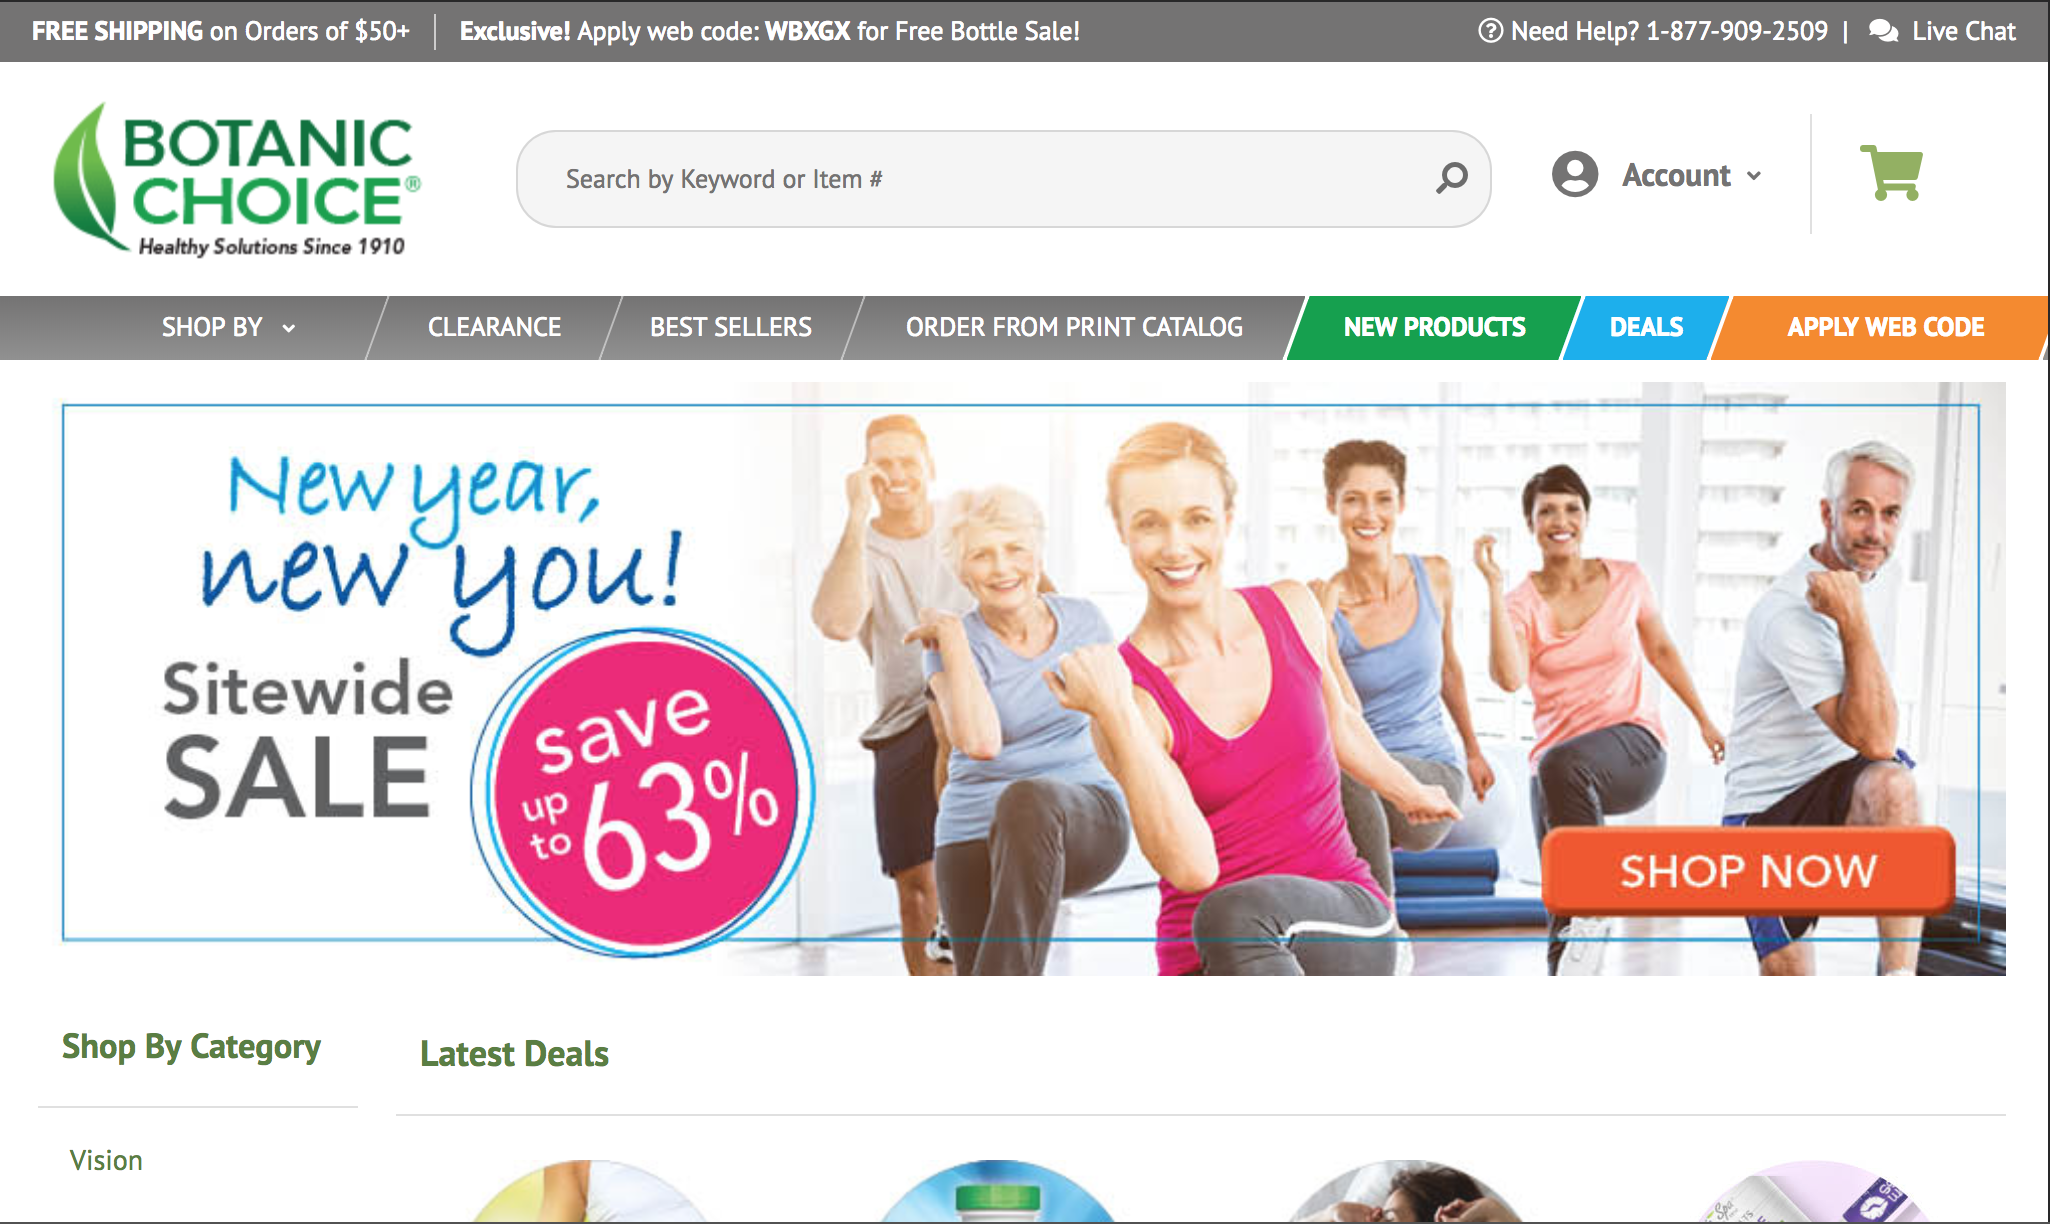 FREE SHIPPING on Orders of $50+
Exclusive! Apply web code: WBXGX for Free Bottle Sale!
Need Help? 1-877-909-2509 |
Live Chat
BOTANIC
CHOICE®
Healthy Solutions Since 1910
Search by Keyword or Item #
Account
SHOP BY
CLEARANCE
BEST SELLERS
ORDER FROM PRINT CATALOG
NEW PRODUCTS
DEALS
APPLY WEB CODE
New year,
new you!
Sitewide
SALE
save
up to 63%
SHOP NOW
Shop By Category
Latest Deals
Vision
Spa